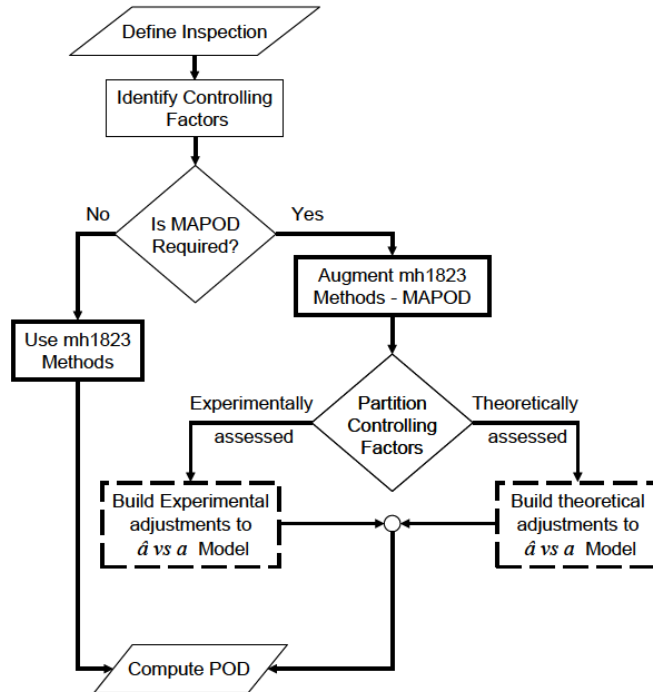 Define Inspection
Identify Controlling
Factors
Is MAPOD
Required?
No
Yes
Augment mh1823
Methods - MAPOD
Use mh1823
Methods
Partition
Controlling
Factors
Experimentally
assessed
Theoretically
assessed
Build Experimental
adjustments to
â vs a Model
Build theoretical
adjustments to
â vs a Model
Compute POD